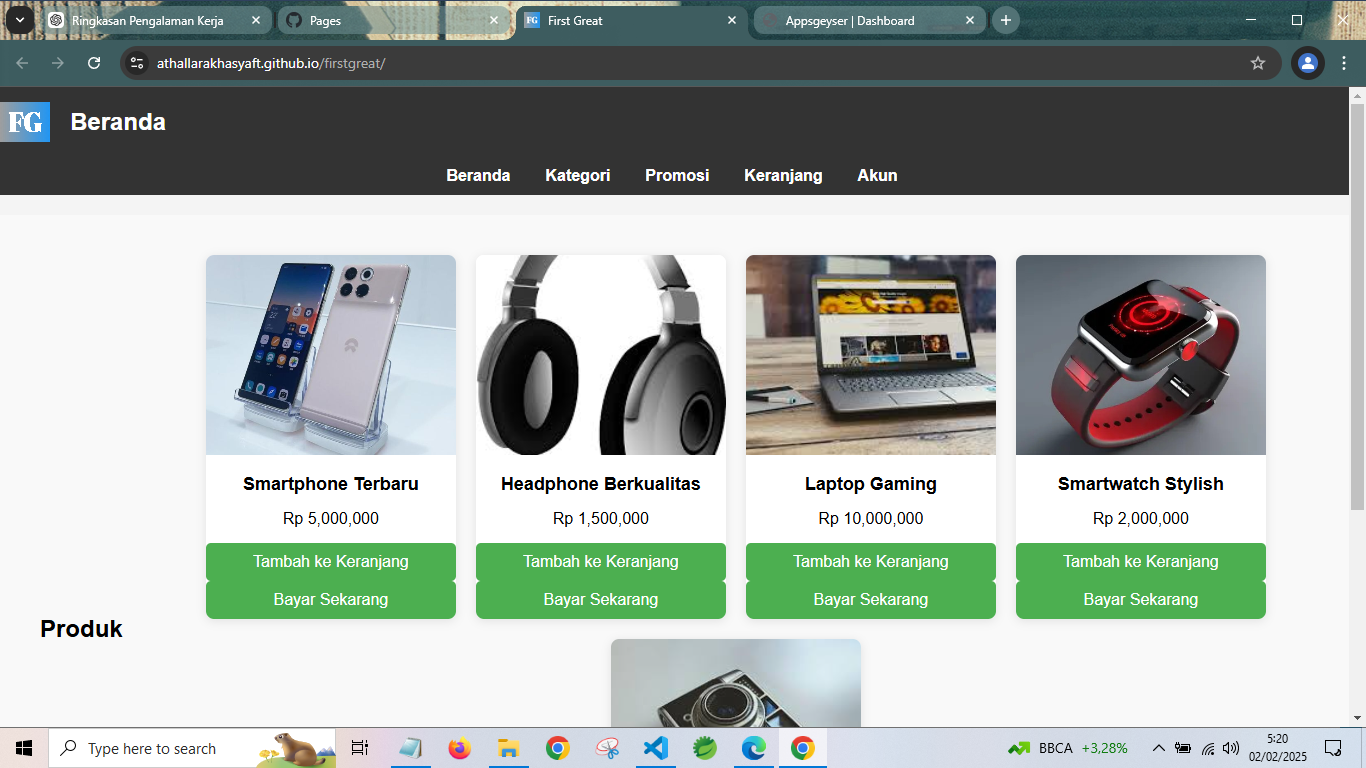 Ringkasan Pengalaman Kerja
Pages
FG First Great
Appsgeyser | Dashboard
athallarakhasyaft.github.io/firstgreat/
FG Beranda
Beranda Kategori Promosi Keranjang Akun
Smartphone Terbaru
Rp 5,000,000
Tambah ke Keranjang
Bayar Sekarang
Headphone Berkualitas
Rp 1,500,000
Tambah ke Keranjang
Bayar Sekarang
Laptop Gaming
Rp 10,000,000
Tambah ke Keranjang
Bayar Sekarang
Smartwatch Stylish
Rp 2,000,000
Tambah ke Keranjang
Bayar Sekarang
Produk
Type here to search
BBCA +3,28%
5:20
02/02/2025